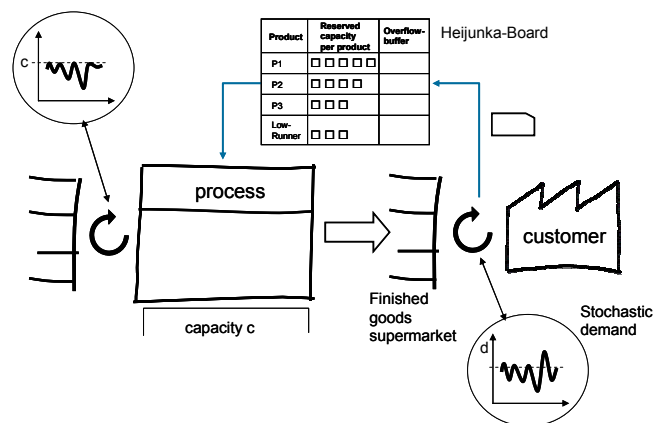 Product
Reserved capacity per product
Overflow-buffer
Heijunka-Board
P1
P2
P3
Low-Runner
c
process
customer
capacity c
Finished
goods
supermarket
Stochastic
demand
d